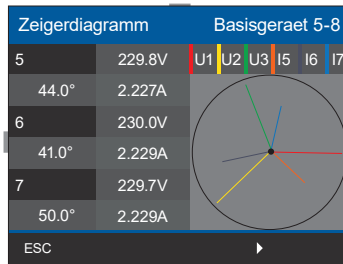 Zeigerdiagramm Basisgeraet 5-8
5 229.8V U1 U2 U3 I5 I6 I7
44.0° 2.227A
6 230.0V
41.0° 2.229A
7 229.7V
50.0° 2.229A
ESC